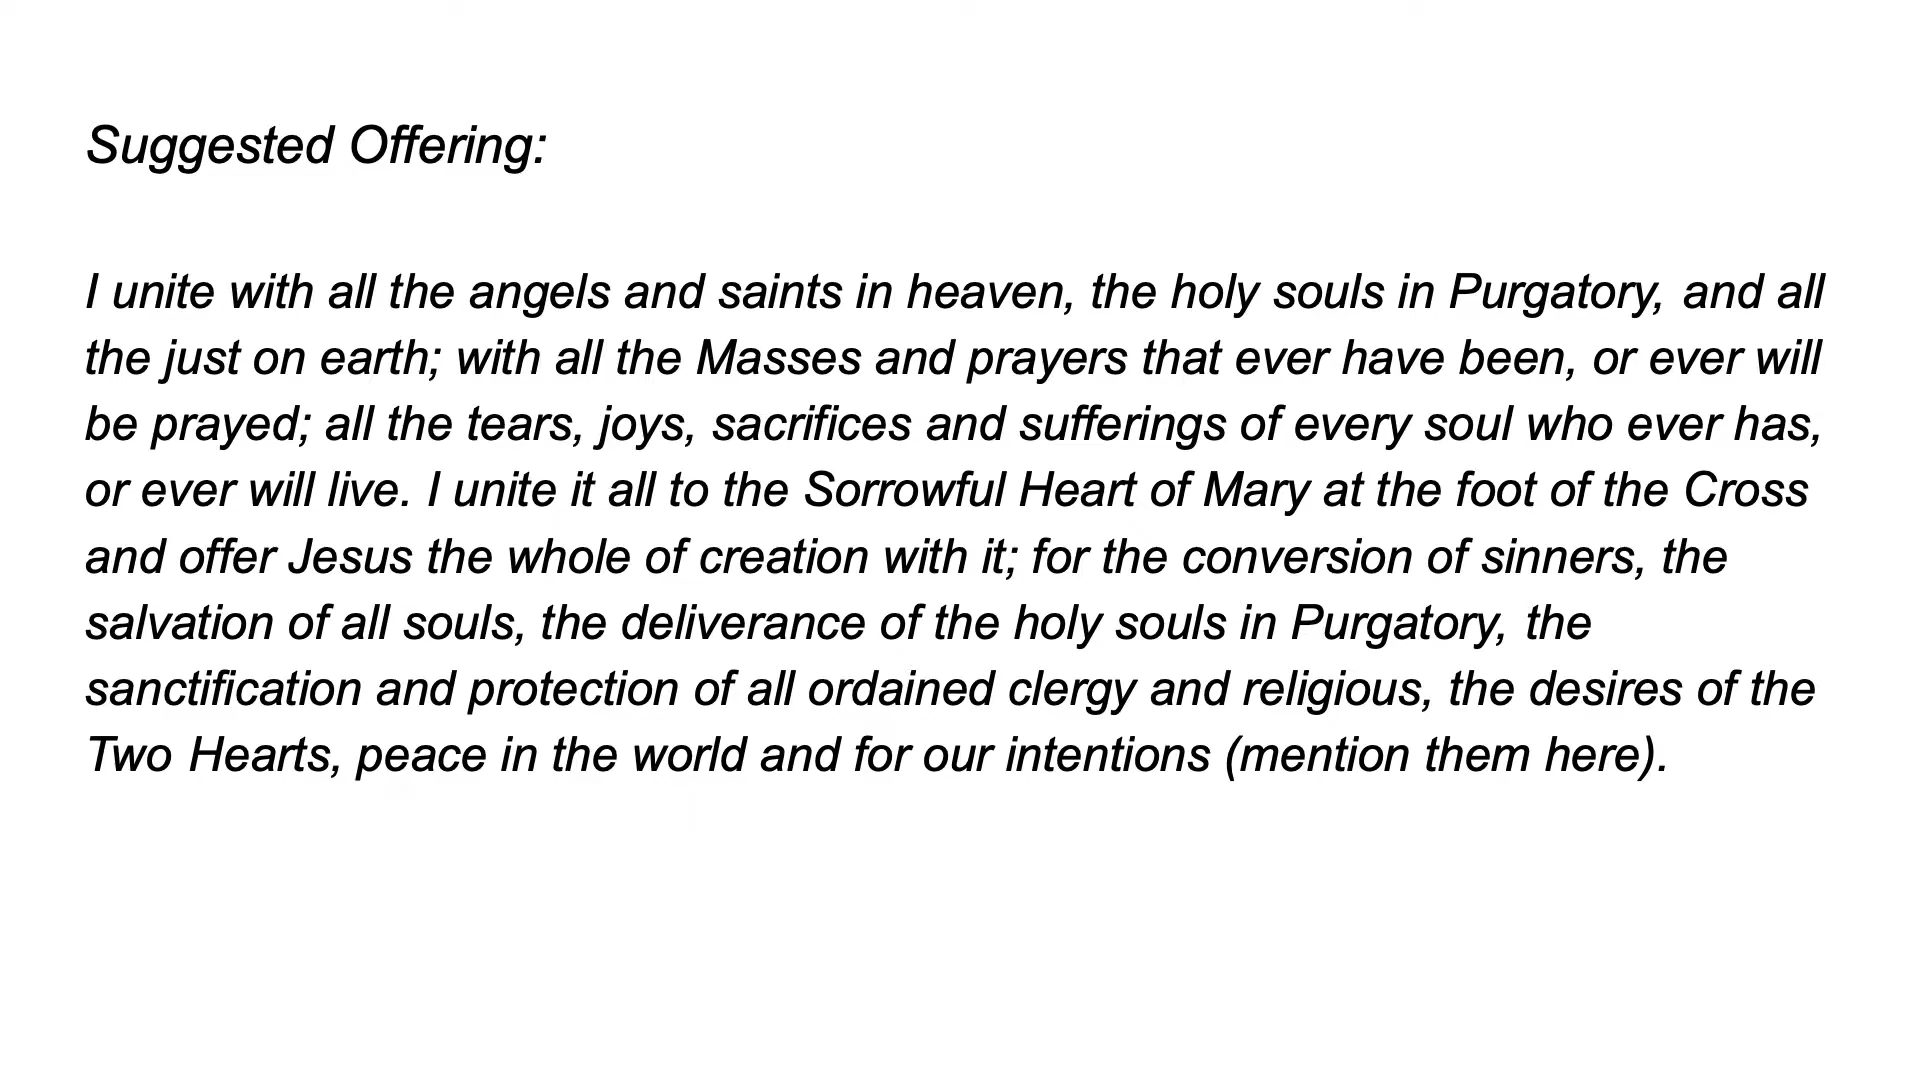 Suggested Offering:
I unite with all the angels and saints in heaven, the holy souls in Purgatory, and all
the just on earth; with all the Masses and prayers that ever have been, or ever will
be prayed; all the tears, joys, sacrifices and sufferings of every soul who ever has,
or ever will live. I unite it all to the Sorrowful Heart of Mary at the foot of the Cross
and offer Jesus the whole of creation with it; for the conversion of sinners, the
salvation of all souls, the deliverance of the holy souls in Purgatory, the
sanctification and protection of all ordained clergy and religious, the desires of the
Two Hearts, peace in the world and for our intentions (mention them here).